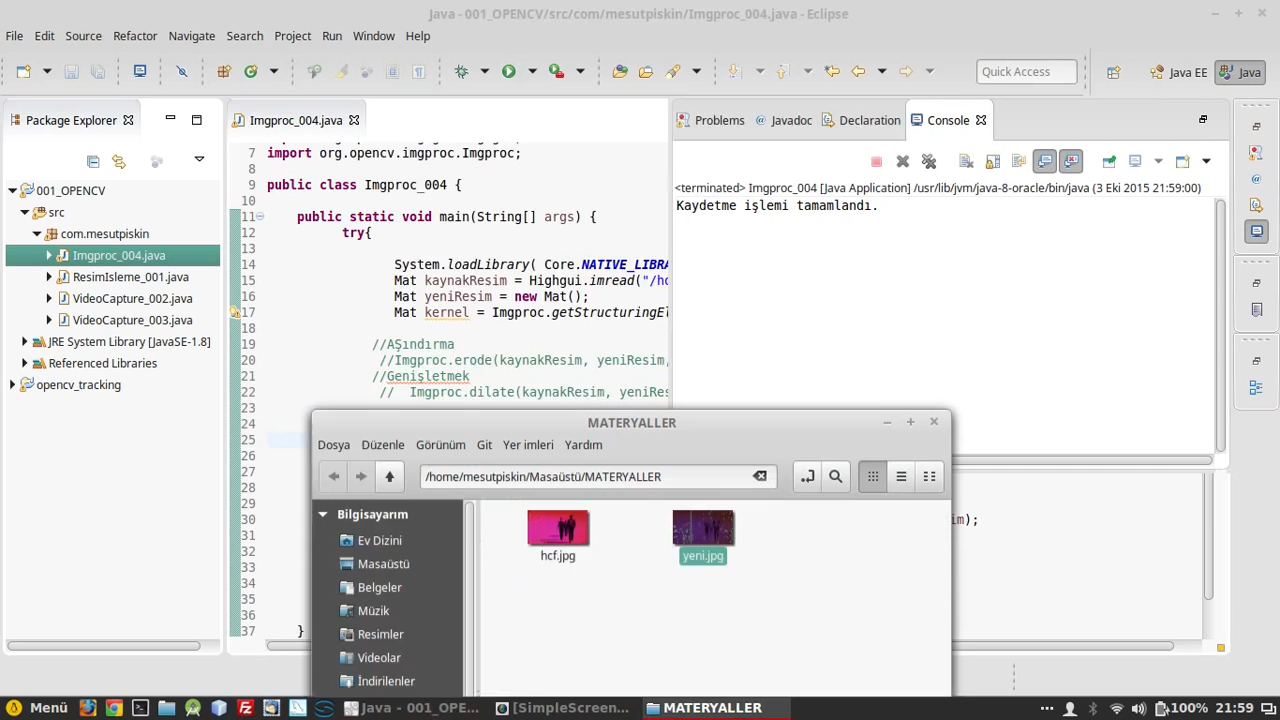 Java - 001_OPENCV/src/com/mesutpiskin/Imgproc_004.java - Eclipse
File Edit Source Refactor Navigate Search Project Run Window Help
Quick Access
Java EE
Java
Package Explorer
001_OPENCV
src
com.mesutpiskin
Imgproc_004.java
ResimIsleme_001.java
VideoCapture_002.java
VideoCapture_003.java
JRE System Library [JavaSE-1.8]
Referenced Libraries
opencv_tracking
Imgproc_004.java
7 import org.opencv.imgproc.Imgproc;
8
9 public class Imgproc_004 {
10
11 public static void main(String[] args) {
12 try{
13
14 System.loadLibrary( Core.NATIVE_LIBRA
15 Mat kaynakResim = Highgui.imread("/ho
16 Mat yeniResim = new Mat();
17 Mat kernel = Imgproc.getStructuringEl
18
19 //AŞındırma
20 //Imgproc.erode(kaynakResim, yeniResim,
21 //Genişletmek
22 // Imgproc.dilate(kaynakResim, yeniRes
23
24
25
26
27
28
29
30 im);
31
32
33
34
35
36
37 }
Problems Javadoc Declaration Console
<terminated> Imgproc_004 [Java Application] /usr/lib/jvm/java-8-oracle/bin/java (3 Eki 2015 21:59:00)
Kaydetme işlemi tamamlandı.
MATERYALLER
Dosya Düzenle Görünüm Git Yer imleri Yardım
/home/mesutpiskin/Masaüstü/MATERYALLER
Bilgisayarım
Ev Dizini
Masaüstü
Belgeler
Müzik
Resimler
Videolar
İndirilenler
hcf.jpg
yeni.jpg
Menü
Java - 001_OPE...
[SimpleScreen...
MATERYALLER
100% 21:59